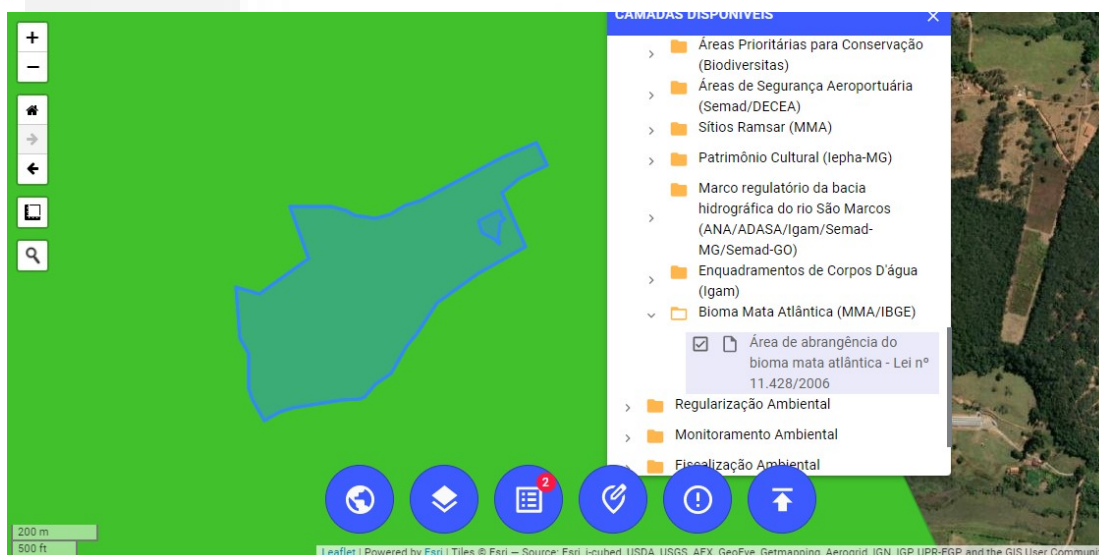 CAMADAS DISPONÍVEIS
×
+
−
Áreas Prioritárias para Conservação
(Biodiversitas)
Áreas de Segurança Aeroportuária
(Semad/DECEA)
Sítios Ramsar (MMA)
Patrimônio Cultural (Iepha-MG)
Marco regulatório da bacia
hidrográfica do rio São Marcos
(ANA/ADASA/Igam/Semad-
MG/Semad-GO)
Enquadramentos de Corpos D'água
(Igam)
Bioma Mata Atlântica (MMA/IBGE)
Área de abrangência do
bioma mata atlântica - Lei nº
11.428/2006
Regularização Ambiental
Monitoramento Ambiental
Fiscalização Ambiental
2
200 m
500 ft
Leaflet | Powered by Esri | Tiles © Esri — Source: Esri, i-cubed, USDA, USGS, AEX, GeoEye, Getmapping, Aerogrid, IGN, IGP, UPR-EGP, and the GIS User Communi